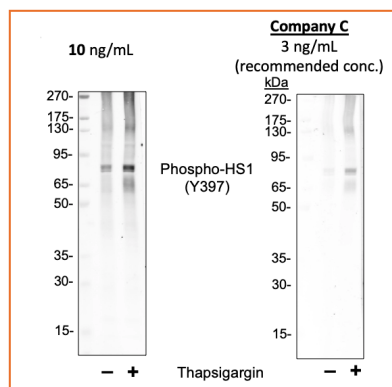 10 ng/mL
Company C
3 ng/mL
(recommended conc.)
kDa
270-
175-
130-
95-
65-
50-
35-
30-
15-
Phospho-HS1
(Y397)
270-
175-
130-
95-
65-
50-
35-
30-
15-
– +
Thapsigargin
– +